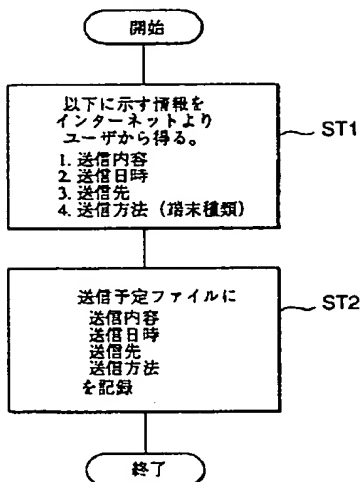 開始
以下に示す情報を
インターネットより
ユーザから得る。
1. 送信内容
2. 送信日時
3. 送信先
4. 送信方法（端末種類）
ST1
送信予定ファイルに
送信内容
送信日時
送信先
送信方法
を記録
ST2
終了